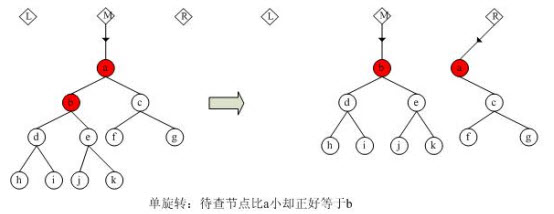 L M R L M R
a b a
b c d e c
d e f g h i j k f g
h i j k
单旋转：待查节点比a小却正好等于b